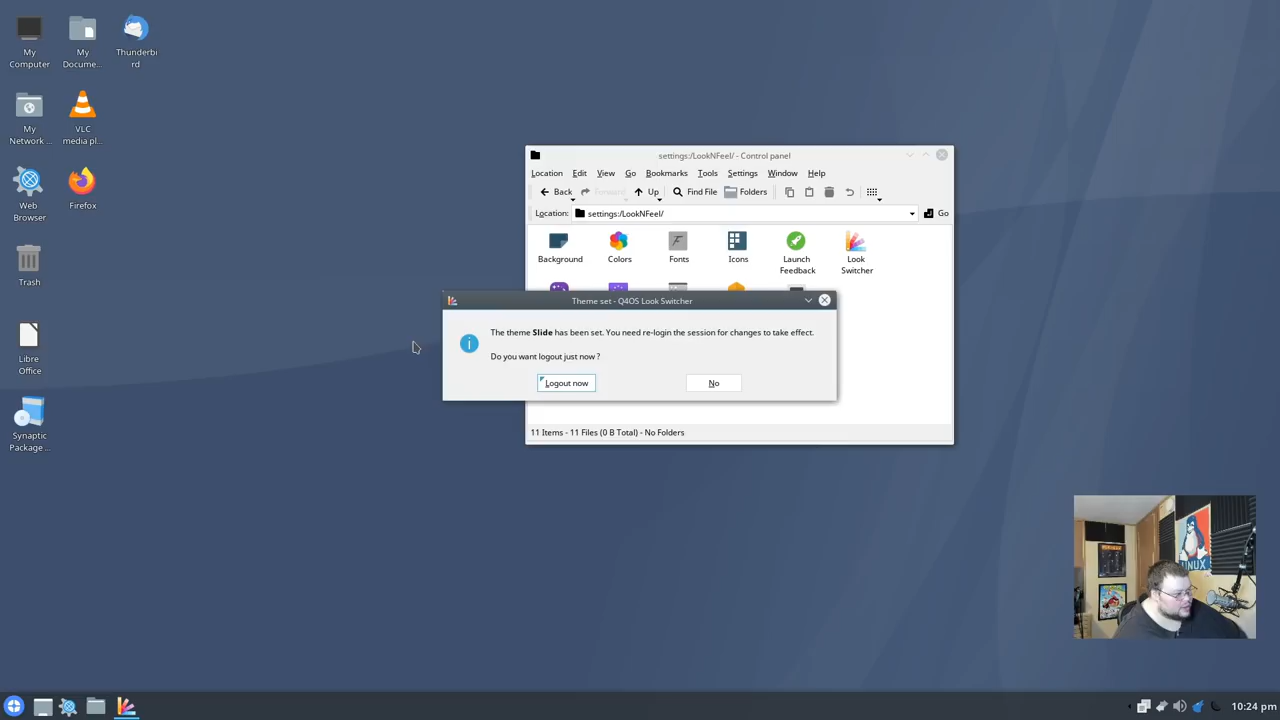 My
Computer
My
Docume...
Thunderbi
rd
My
Network ...
VLC
media pl...
Web
Browser
Firefox
Trash
Libre
Office
Synaptic
Package ...
settings:/LookNFeel/ - Control panel
Location Edit View Go Bookmarks Tools Settings Window Help
Back Forward Up Find File Folders
Location: settings:/LookNFeel/ Go
Background
Colors
Fonts
Icons
Launch
Feedback
Look
Switcher
Theme set - Q4OS Look Switcher
The theme Slide has been set. You need re-login the session for changes to take effect.
Do you want logout just now ?
Logout now
No
11 Items - 11 Files (0 B Total) - No Folders
10:24 pm